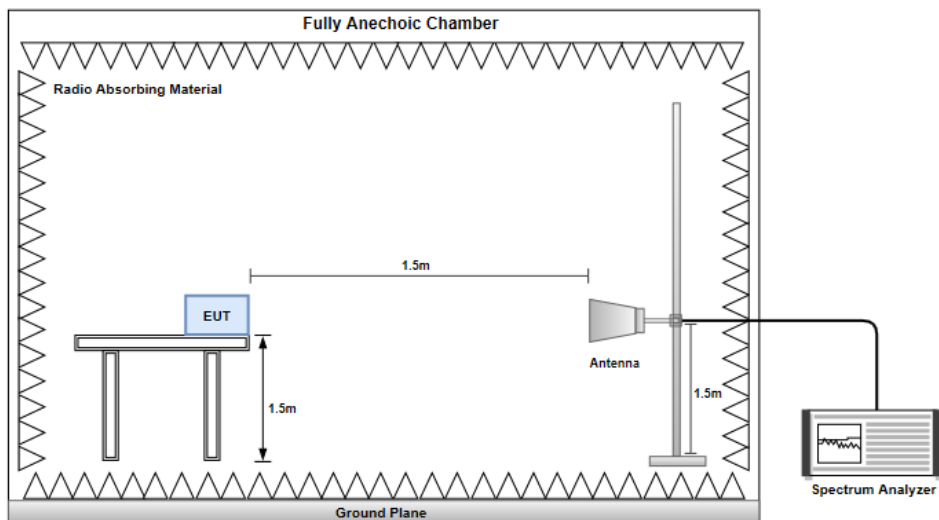 Fully Anechoic Chamber
Radio Absorbing Material
1.5m
EUT
Antenna
1.5m
1.5m
Spectrum Analyzer
Ground Plane